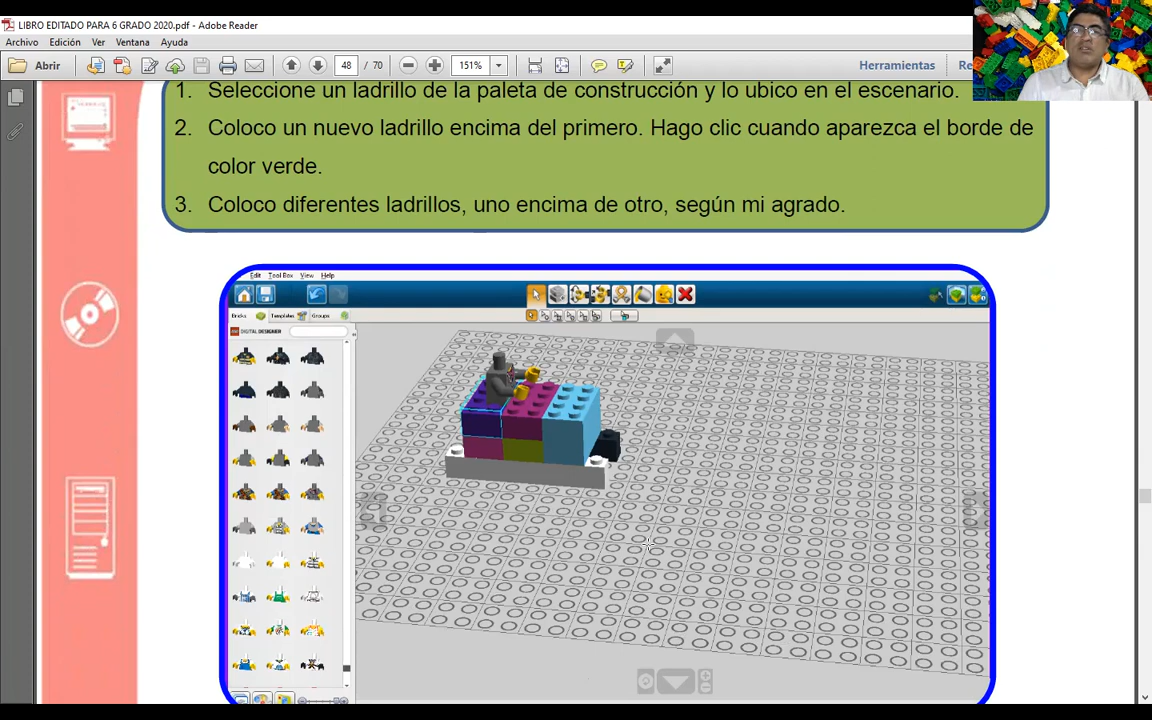 LIBRO EDITADO PARA 6 GRADO 2020.pdf - Adobe Reader
Archivo Edición Ver Ventana Ayuda
Abrir 48 / 70 151% Herramientas
1. Seleccione un ladrillo de la paleta de construcción y lo ubico en el escenario.
2. Coloco un nuevo ladrillo encima del primero. Hago clic cuando aparezca el borde de
color verde.
3. Coloco diferentes ladrillos, uno encima de otro, según mi agrado.
Edit Tool Box View Help
Bricks Templates Groups
DIGITAL DESIGNER